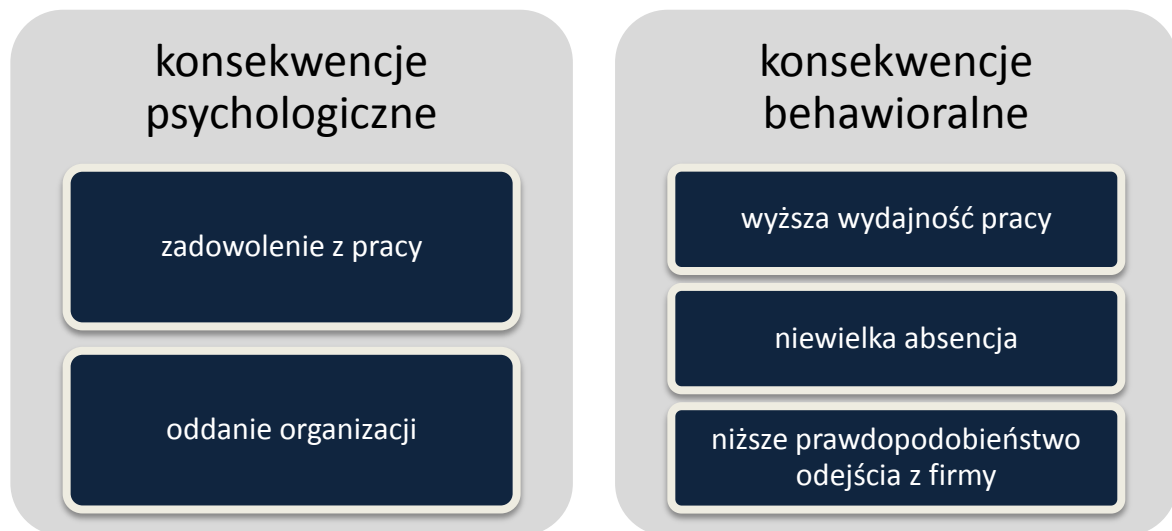 konsekwencje
psychologiczne
zadowolenie z pracy
oddanie organizacji
konsekwencje
behawioralne
wyższa wydajność pracy
niewielka absencja
niższe prawdopodobieństwo
odejścia z firmy